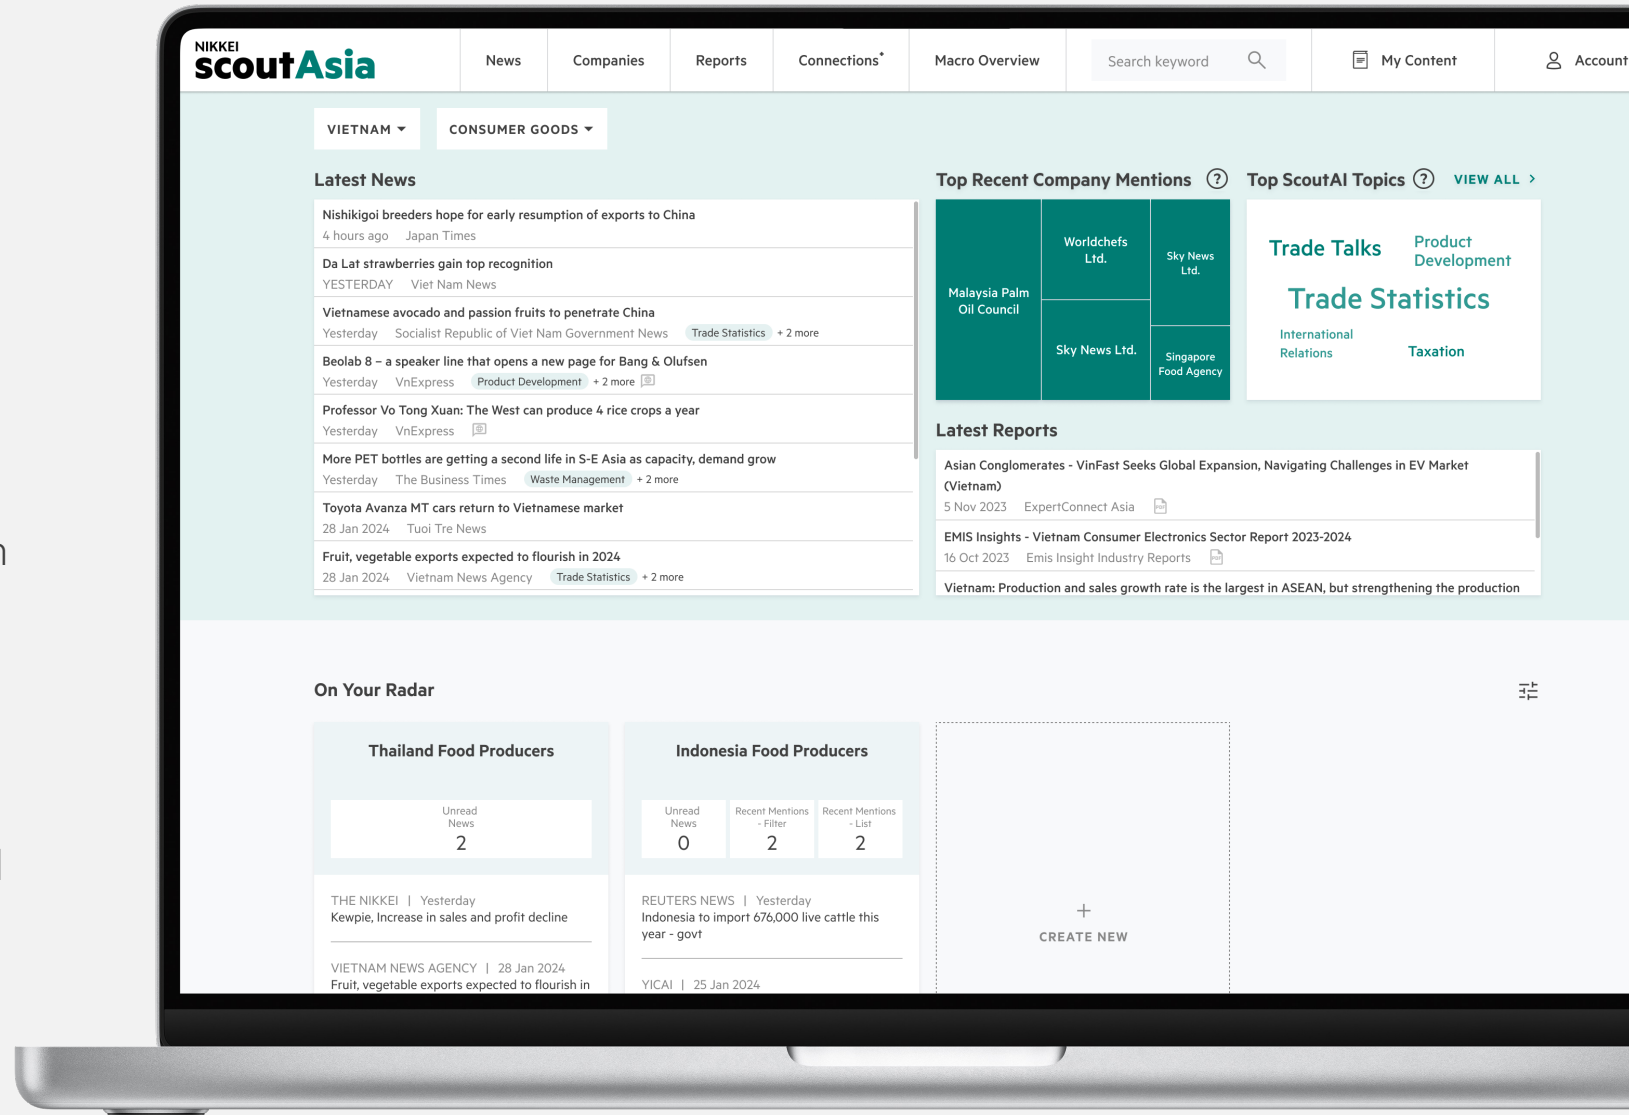 NIKKEI
scoutAsia
News
Companies
Reports
Connections*
Macro Overview
Search keyword
My Content
Account
VIETNAM
CONSUMER GOODS
Latest News
Nishikigoi breeders hope for early resumption of exports to China
4 hours ago Japan Times
Da Lat strawberries gain top recognition
YESTERDAY Viet Nam News
Vietnamese avocado and passion fruits to penetrate China
Yesterday Socialist Republic of Viet Nam Government News Trade Statistics + 2 more
Beolab 8 – a speaker line that opens a new page for Bang & Olufsen
Yesterday VnExpress Product Development + 2 more
Professor Vo Tong Xuan: The West can produce 4 rice crops a year
Yesterday VnExpress
More PET bottles are getting a second life in S-E Asia as capacity, demand grow
Yesterday The Business Times Waste Management + 2 more
Toyota Avanza MT cars return to Vietnamese market
28 Jan 2024 Tuoi Tre News
Fruit, vegetable exports expected to flourish in 2024
28 Jan 2024 Vietnam News Agency Trade Statistics + 2 more
Top Recent Company Mentions ?
Malaysia Palm
Oil Council
Worldchefs
Ltd.
Sky News Ltd.
Sky News
Ltd.
Singapore
Food Agency
Top ScoutAI Topics ? VIEW ALL >
Trade Talks
Product
Development
Trade Statistics
International
Relations
Taxation
Latest Reports
Asian Conglomerates - VinFast Seeks Global Expansion, Navigating Challenges in EV Market
(Vietnam)
5 Nov 2023 ExpertConnect Asia
EMIS Insights - Vietnam Consumer Electronics Sector Report 2023-2024
16 Oct 2023 Emis Insight Industry Reports
Vietnam: Production and sales growth rate is the largest in ASEAN, but strengthening the production
On Your Radar
Thailand Food Producers
Unread
News
2
THE NIKKEI | Yesterday
Kewpie, Increase in sales and profit decline
VIETNAM NEWS AGENCY | 28 Jan 2024
Fruit, vegetable exports expected to flourish in
Indonesia Food Producers
Unread
News
0
Recent Mentions
- Filter
2
Recent Mentions
- List
2
REUTERS NEWS | Yesterday
Indonesia to import 676,000 live cattle this
year - govt
YICAI | 25 Jan 2024
+
CREATE NEW